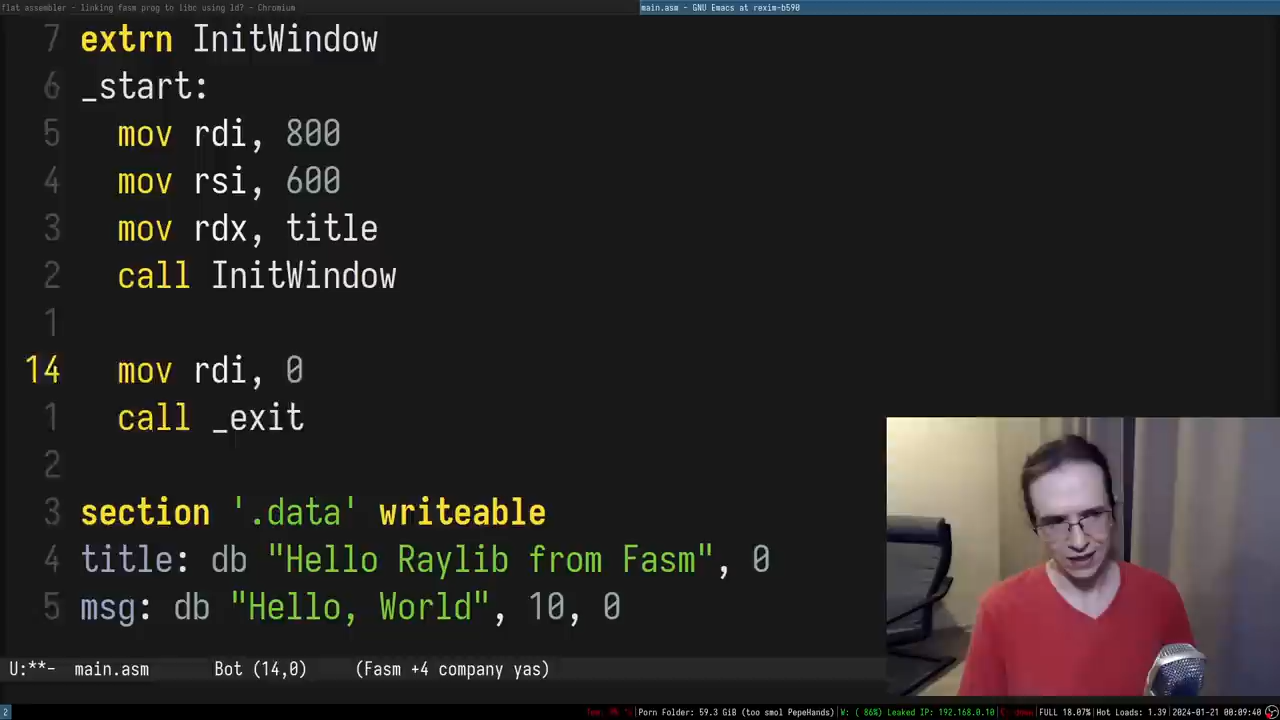 flat assembler - linking fasm prog to libc using ld? - Chromium
main.asm - GNU Emacs at rexim-b590
7 extrn InitWindow
6 _start:
5 mov rdi, 800
4 mov rsi, 600
3 mov rdx, title
2 call InitWindow
1
14 mov rdi, 0
1 call _exit
2
3 section '.data' writeable
4 title: db "Hello Raylib from Fasm", 0
5 msg: db "Hello, World", 10, 0
U:**- main.asm Bot (14,0) (Fasm +4 company yas)
2
Porn Folder: 59.3 GiB (too smol PepeHands) W: ( 86%) Leaked IP: 192.168.0.10 E: down FULL 18.07% Hot Loads: 1.39 2024-01-21 00:09:40